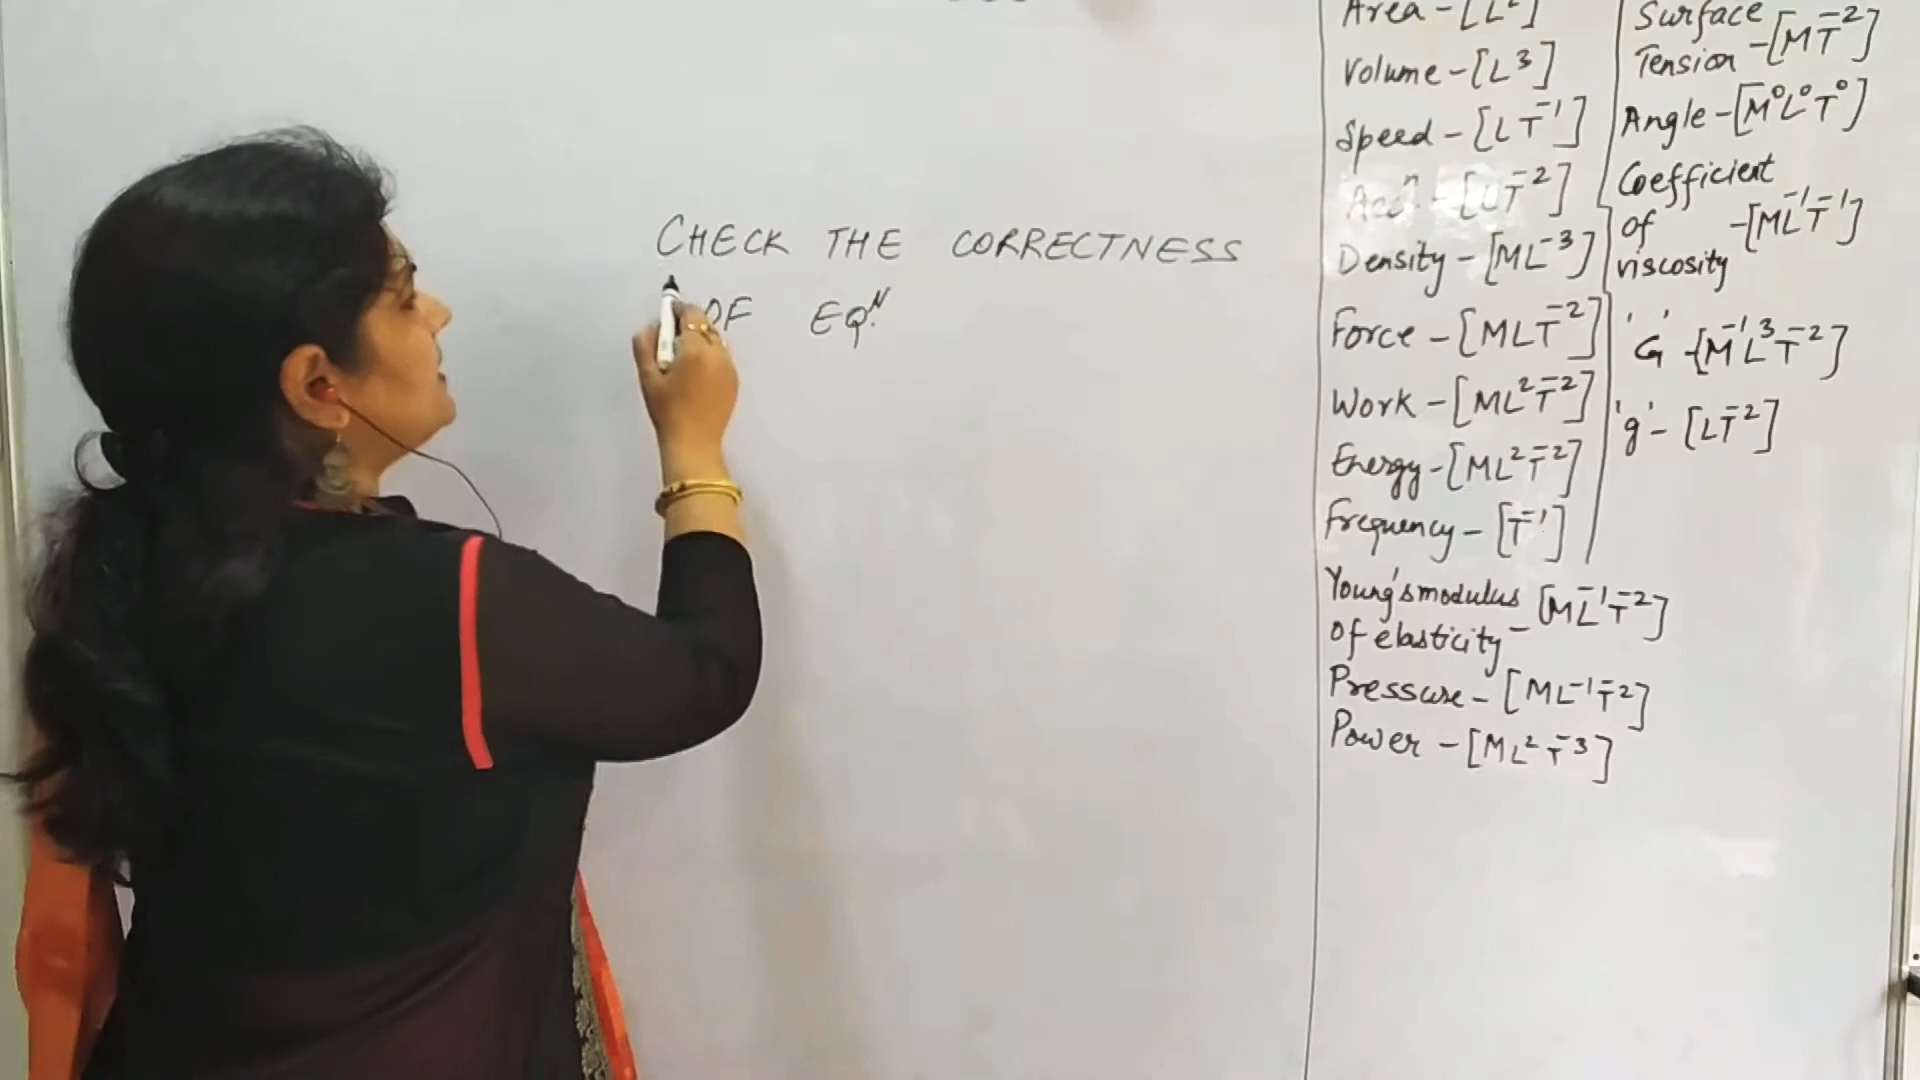 CHECK THE CORRECTNESS
OF EQᴺ.
Area - [L²]
Volume - [L³]
Speed - [LT⁻¹]
Accⁿ - [LT⁻²]
Density - [ML⁻³]
Force - [MLT⁻²]
Work - [ML²T⁻²]
Energy - [ML²T⁻²]
Frequency - [T⁻¹]
Young's modulus
of elasticity - [ML⁻¹T⁻²]
Pressure - [ML⁻¹T⁻²]
Power - [ML²T⁻³]
Surface
Tension - [MT⁻²]
Angle - [M⁰L⁰T⁰]
Coefficient
of - [ML⁻¹T⁻¹]
viscosity
'G' - [M⁻¹L³T⁻²]
'g' - [LT⁻²]